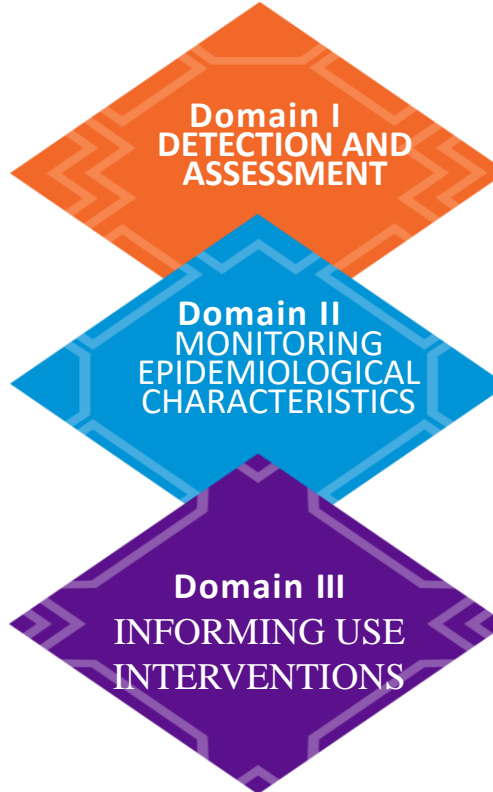 Domain I
DETECTION AND
ASSESSMENT
Domain II
MONITORING
EPIDEMIOLOGICAL
CHARACTERISTICS
Domain III
INFORMING USE
INTERVENTIONS